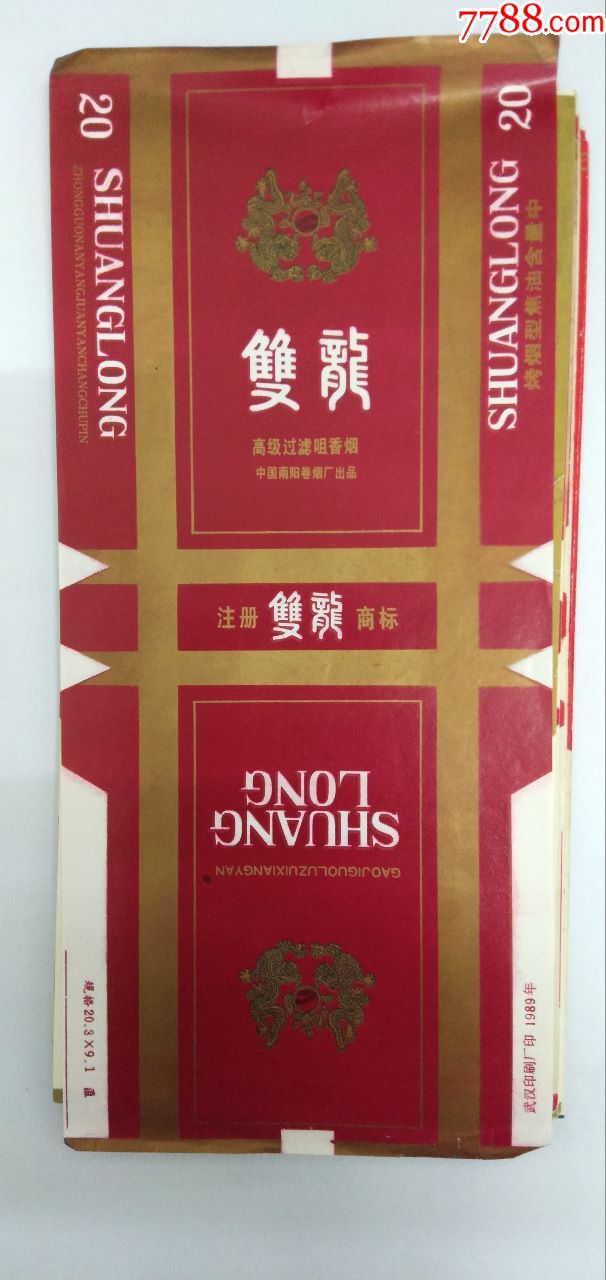 7788.com
20 SHUANGLONG
ZHONGGUONANYANGJUANYANCHANGCHUPIN
雙龍
高级过滤咀香烟
中国南阳卷烟厂出品
SHUANGLONG 20
烤烟型焦油含量中
注册 雙龍 商标
SHUANG
LONG
GAOJIGUOLUZUIXIANGYAN
规格20.3×9.1 直
武汉印刷厂印 1989年